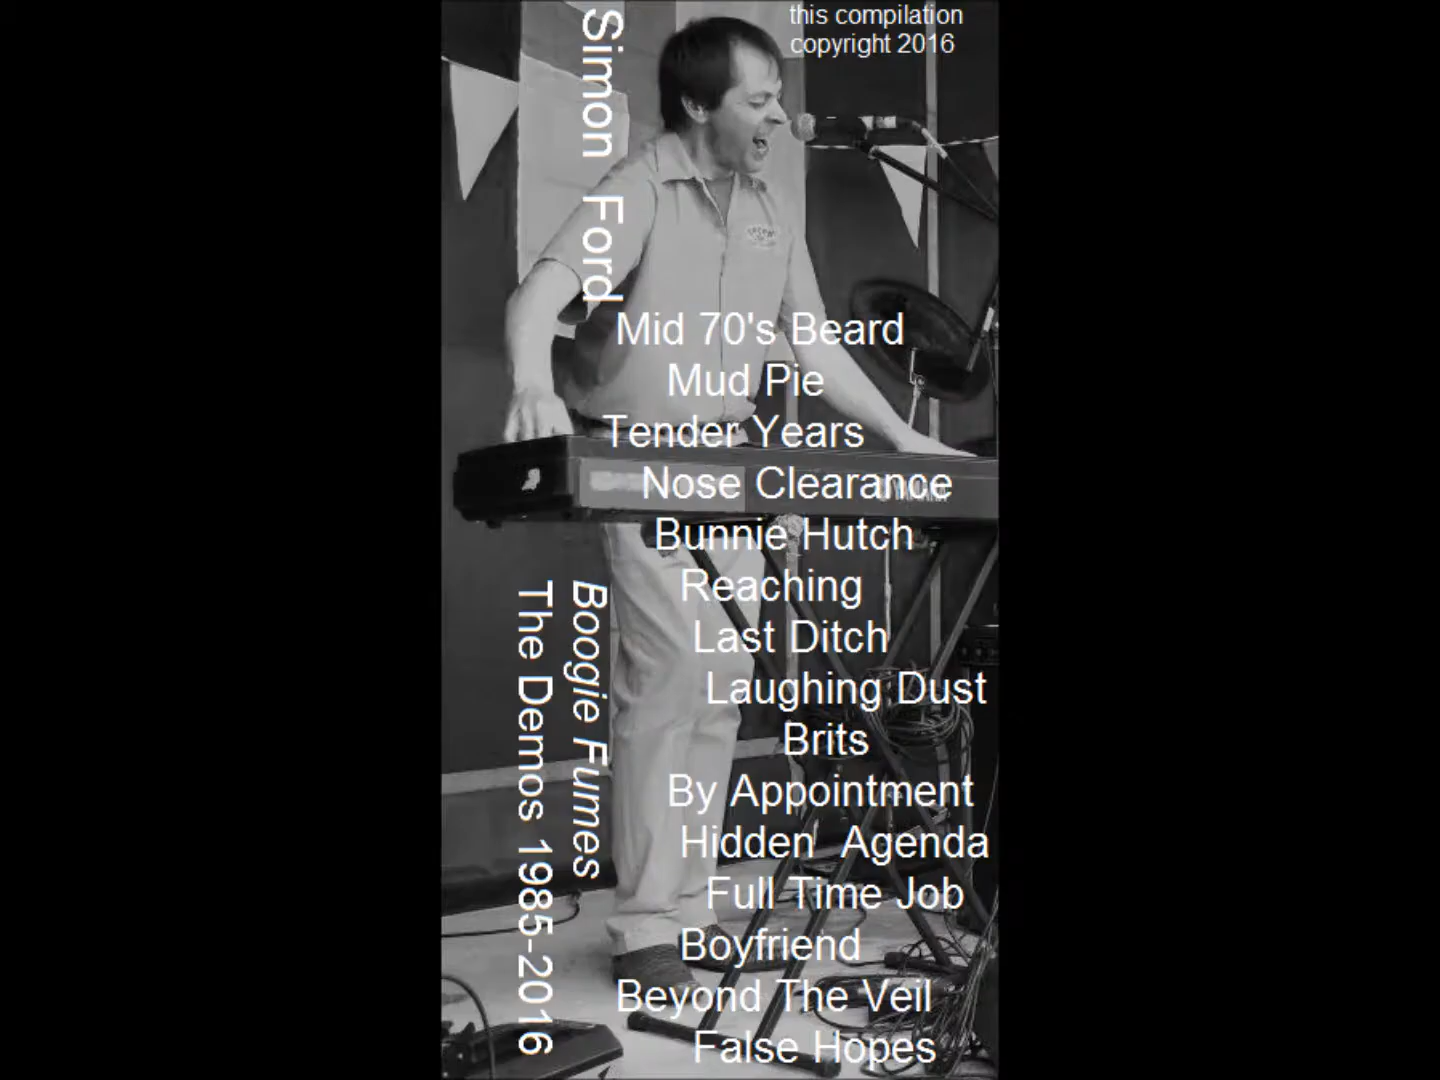 this compilation
copyright 2016
Simon Ford
Mid 70's Beard
Mud Pie
Tender Years
Nose Clearance
YAMAHA
Bunnie Hutch
Reaching
Last Ditch
Laughing Dust
Brits
By Appointment
Hidden Agenda
Full Time Job
Boyfriend
Beyond The Veil
False Hopes
Boogie Fumes
The Demos 1985-2016